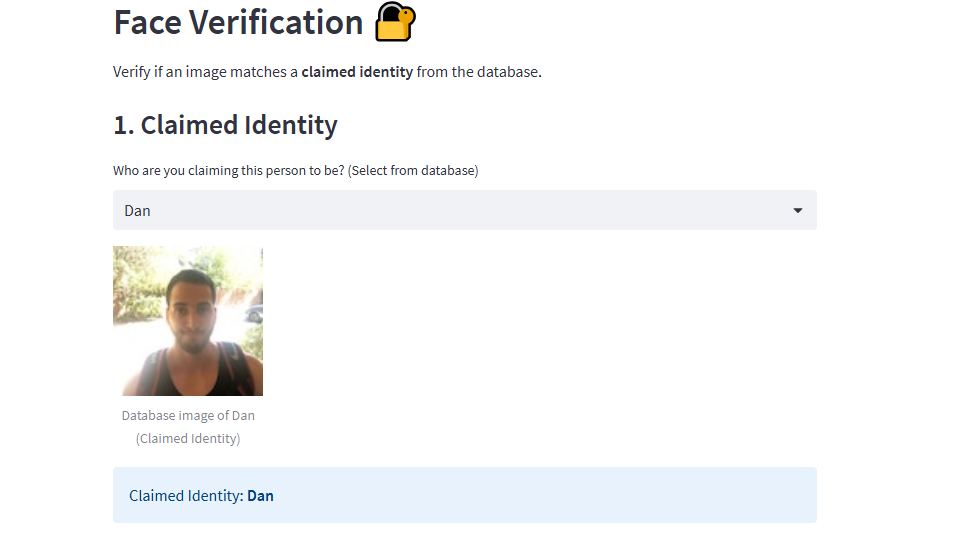 Face Verification
Verify if an image matches a claimed identity from the database.
1. Claimed Identity
Who are you claiming this person to be? (Select from database)
Dan
Database image of Dan
(Claimed Identity)
Claimed Identity: Dan